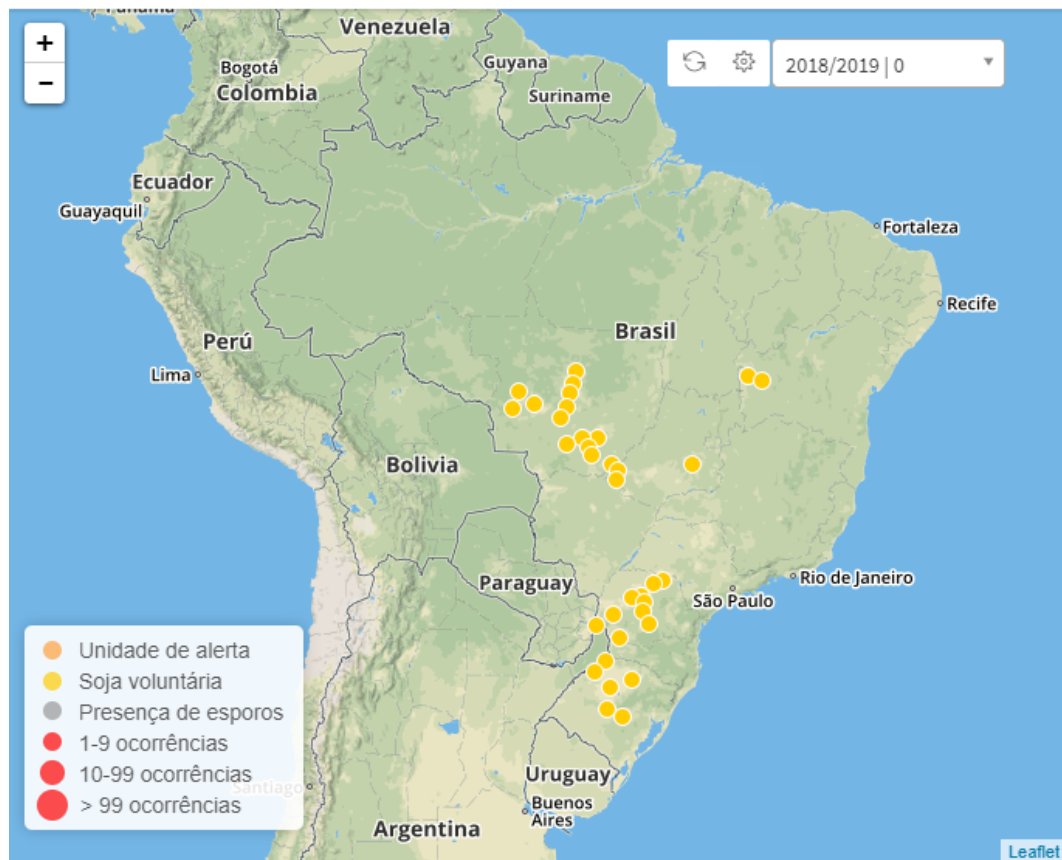 Panamá
Venezuela
+
−
Bogotá
Colombia
Guyana
Suriname
2018/2019 | 0
Ecuador
Guayaquil
Fortaleza
Recife
Perú
Brasil
Lima
Bolivia
Paraguay
Rio de Janeiro
São Paulo
Unidade de alerta
Soja voluntária
Presença de esporos
1-9 ocorrências
10-99 ocorrências
> 99 ocorrências
Santiago
Uruguay
Buenos
Aires
Argentina
Leaflet